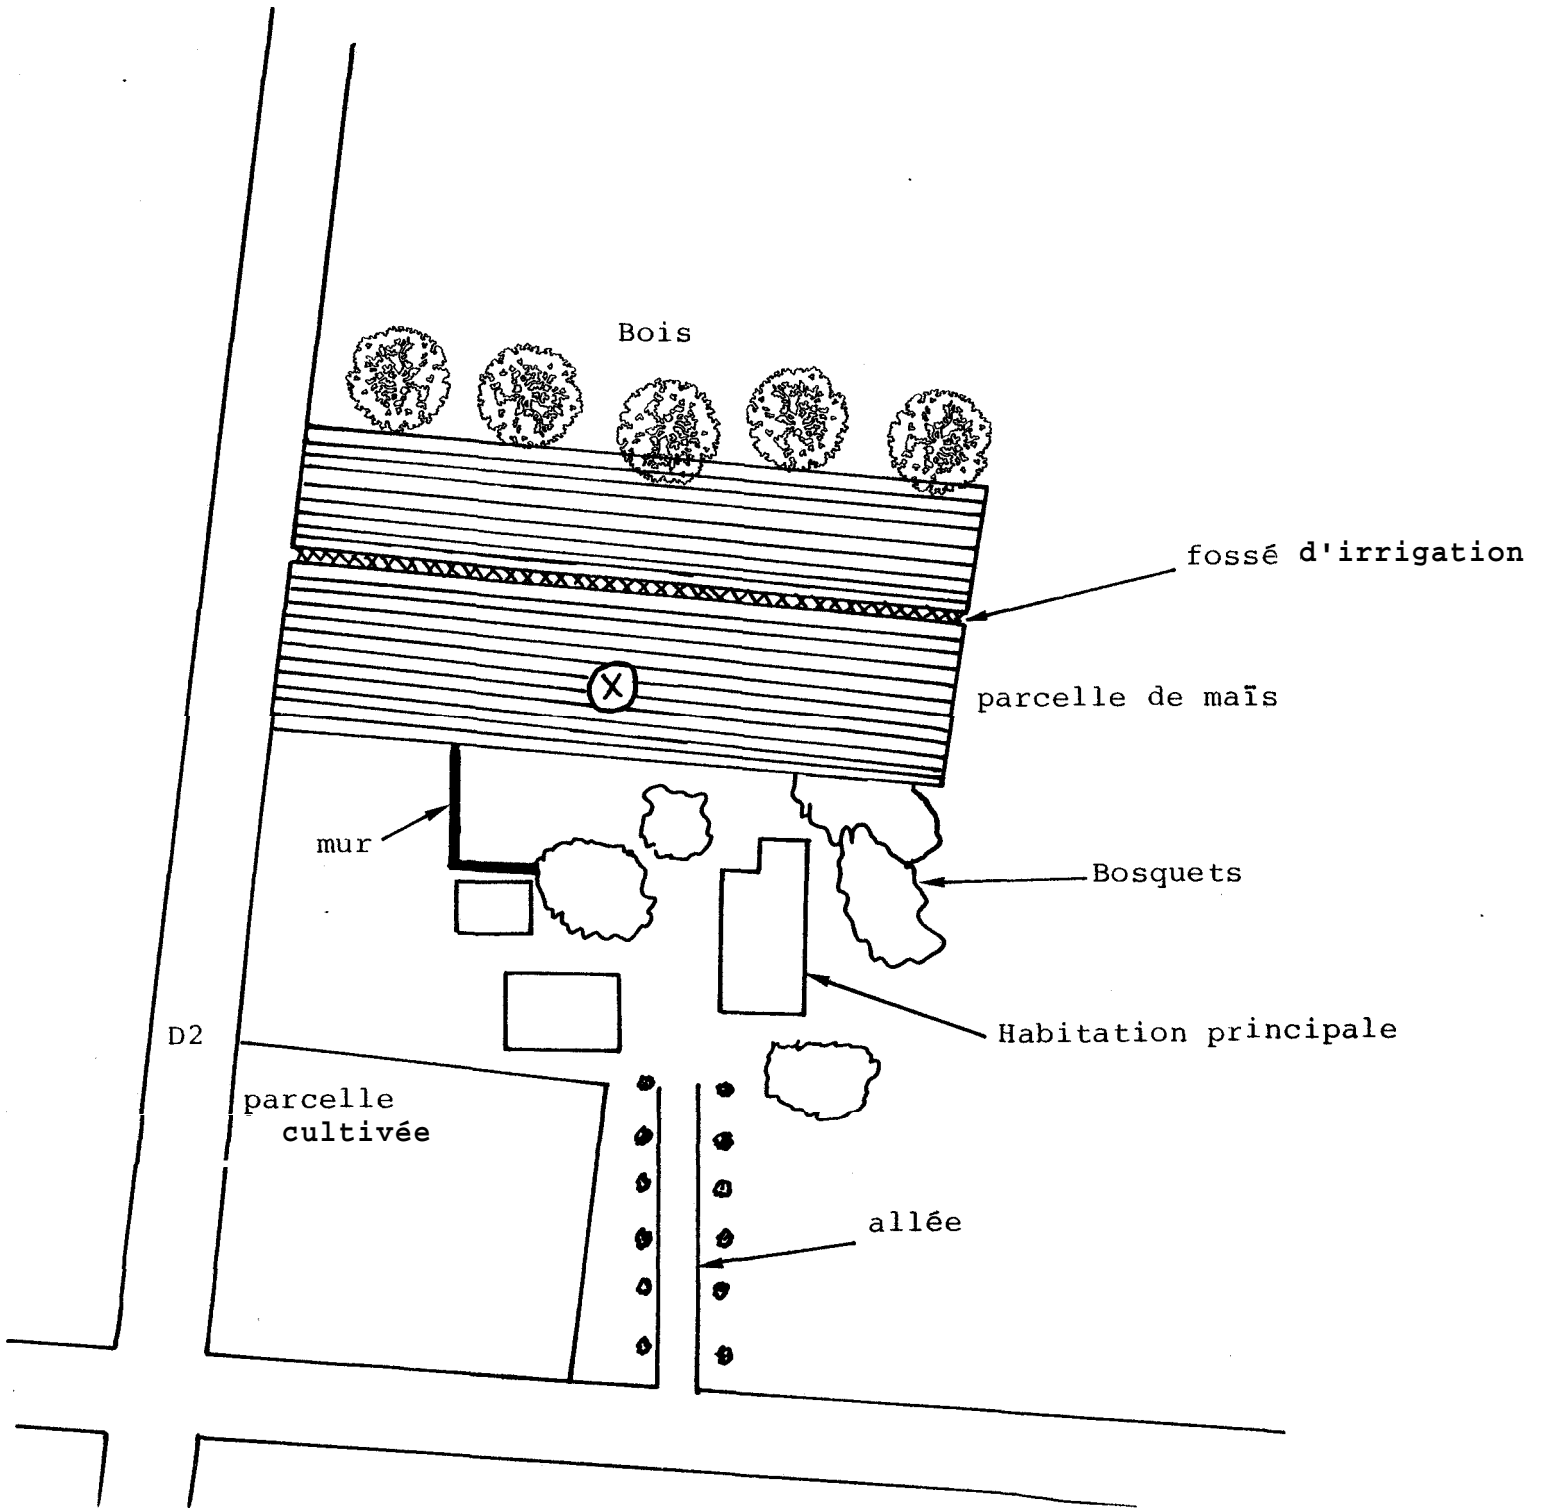 Bois
fossé d'irrigation
X
parcelle de maïs
mur
Bosquets
Habitation principale
D2
parcelle
cultivée
allée